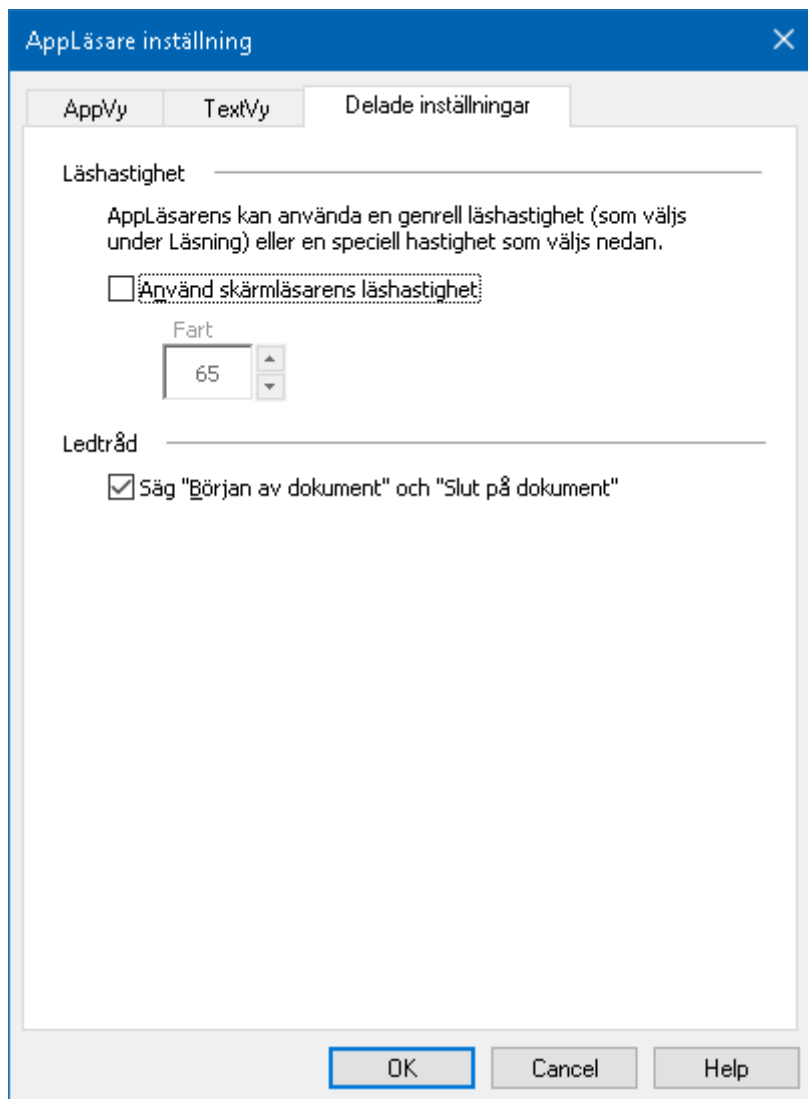 AppLäsare inställning
AppVy
TextVy
Delade inställningar
Läshastighet
AppLäsarens kan använda en genrell läshastighet (som väljs
under Läsning) eller en speciell hastighet som väljs nedan.
Använd skärmläsarens läshastighet
Fart
65
Ledtråd
Säg "Början av dokument" och "Slut på dokument"
OK
Cancel
Help